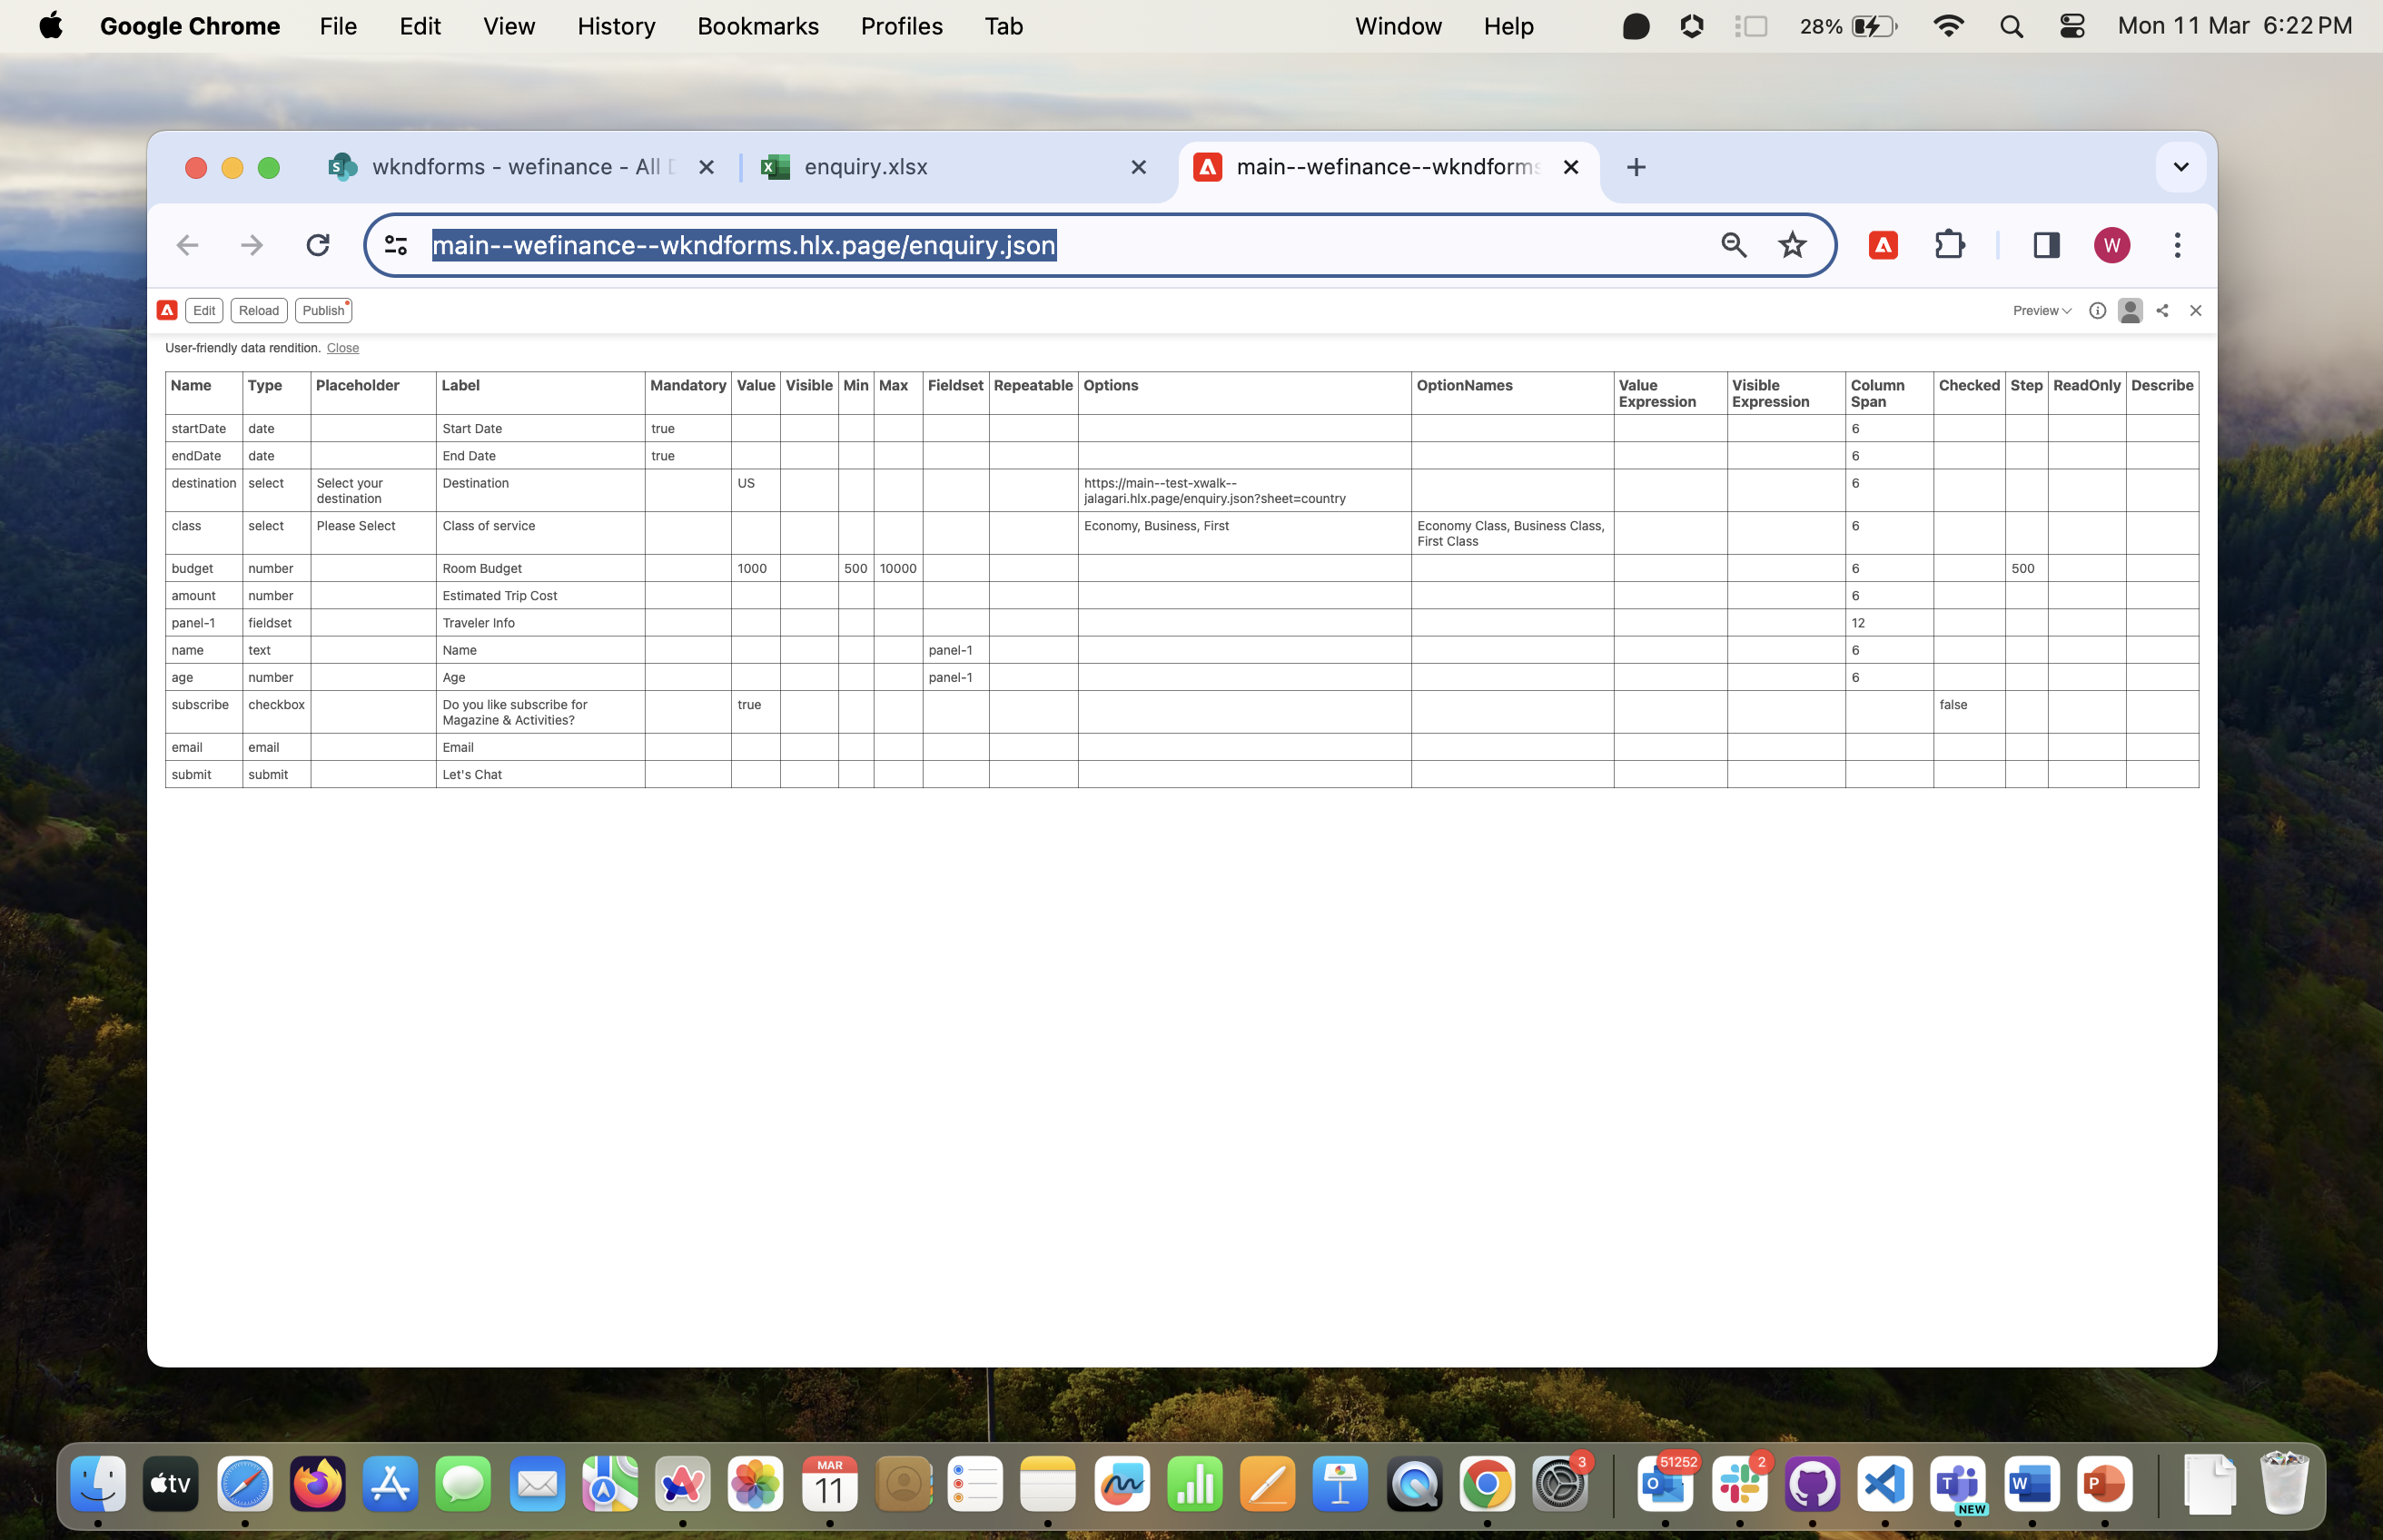 Google Chrome File Edit View History Bookmarks Profiles Tab Window Help 28% Mon 11 Mar 6:22 PM
wkndforms - wefinance - All enquiry.xlsx main--wefinance--wkndforms
main--wefinance--wkndforms.hlx.page/enquiry.json W
Edit Reload Publish Preview
User-friendly data rendition. Close
Name Type Placeholder Label Mandatory Value Visible Min Max Fieldset Repeatable Options OptionNames Value Visible Column Checked Step ReadOnly Describe
Expression Expression Span
startDate date Start Date true 6
endDate date End Date true 6
destination select Select your Destination US https://main--test-xwalk-- 6
destination jalagari.hlx.page/enquiry.json?sheet=country
class select Please Select Class of service Economy, Business, First Economy Class, Business Class, 6
First Class
budget number Room Budget 1000 500 10000 6 500
amount number Estimated Trip Cost 6
panel-1 fieldset Traveler Info 12
name text Name panel-1 6
age number Age panel-1 6
subscribe checkbox Do you like subscribe for true false
Magazine & Activities?
email email Email
submit submit Let's Chat
tv MAR 3 51252 2
11 O T W P
NEW